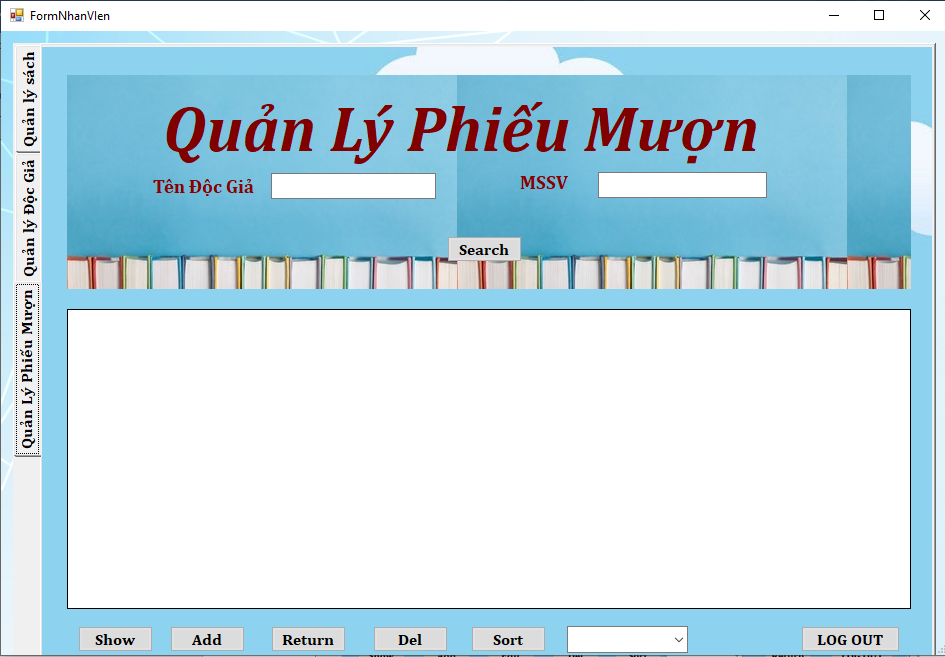 FormNhanVien
Quản lý sách
Quản lý Độc Giả
Quản Lý Phiếu Mượn
Quản Lý Phiếu Mượn
Tên Độc Giả
MSSV
Search
Show
Add
Return
Del
Sort
LOG OUT